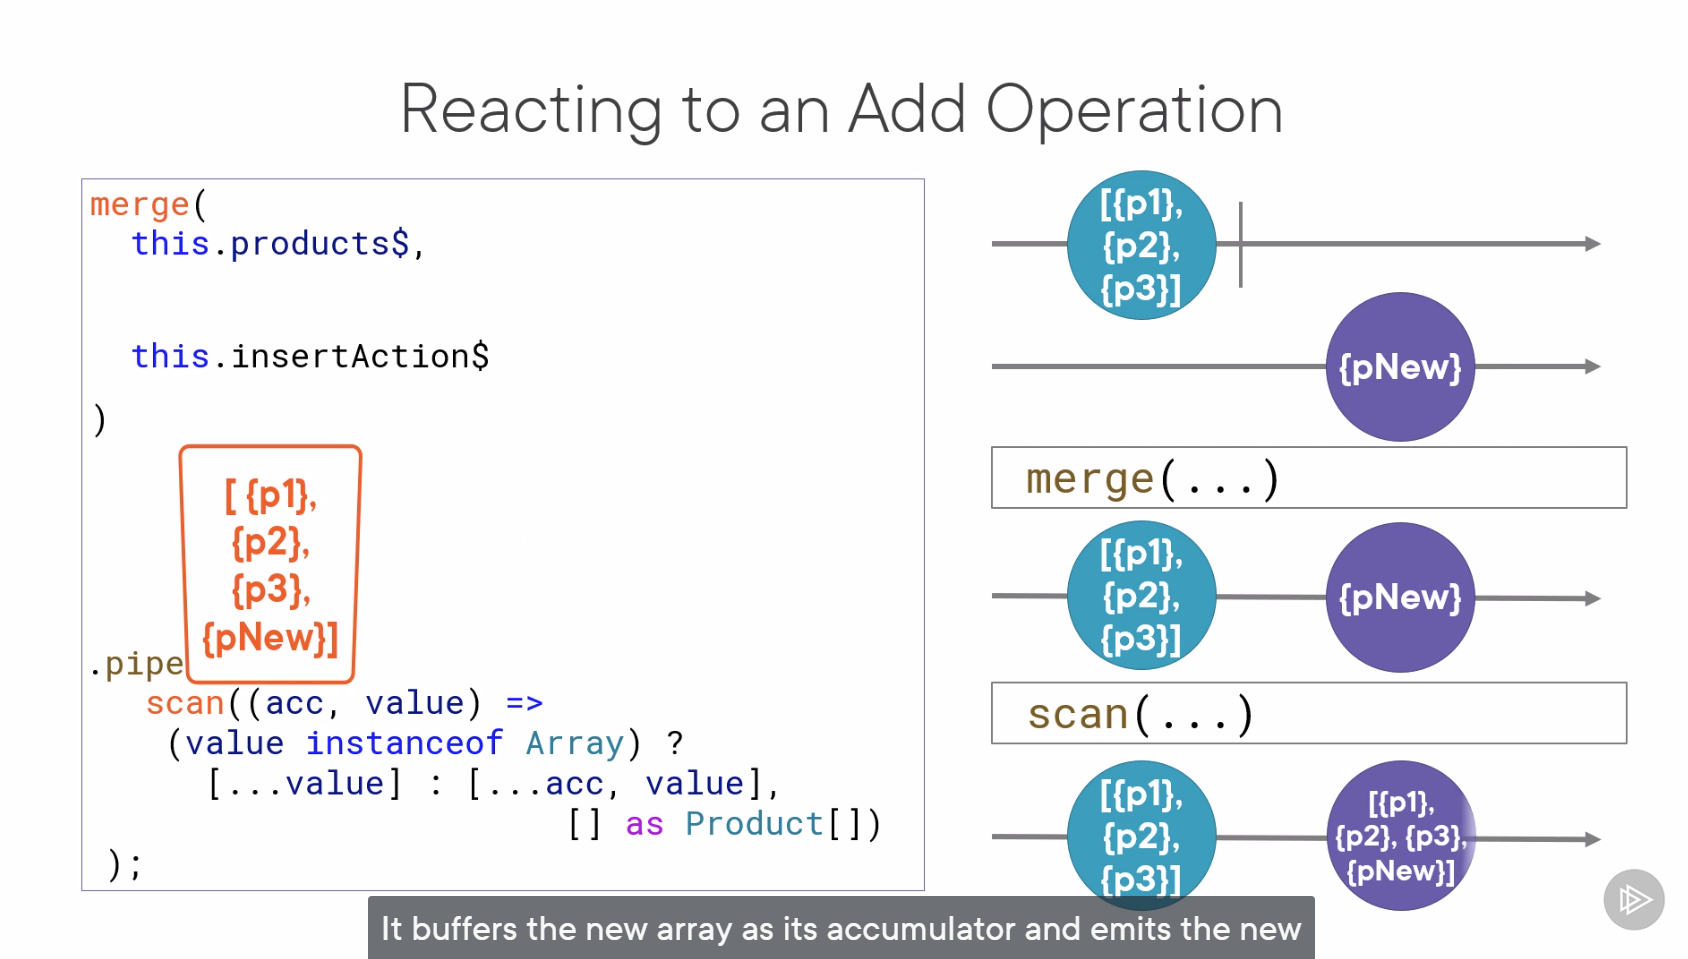 Reacting to an Add Operation
merge(
this.products$,
this.insertAction$
)
[ {p1},
{p2},
{p3},
{pNew}]
.pipe
scan((acc, value) =>
(value instanceof Array) ?
[...value] : [...acc, value],
[] as Product[])
);
[{p1},
{p2},
{p3}]
{pNew}
merge(...)
[{p1},
{p2},
{p3}]
{pNew}
scan(...)
[{p1},
{p2},
{p3}]
[{p1},
{p2}, {p3},
{pNew}]
It buffers the new array as its accumulator and emits the new